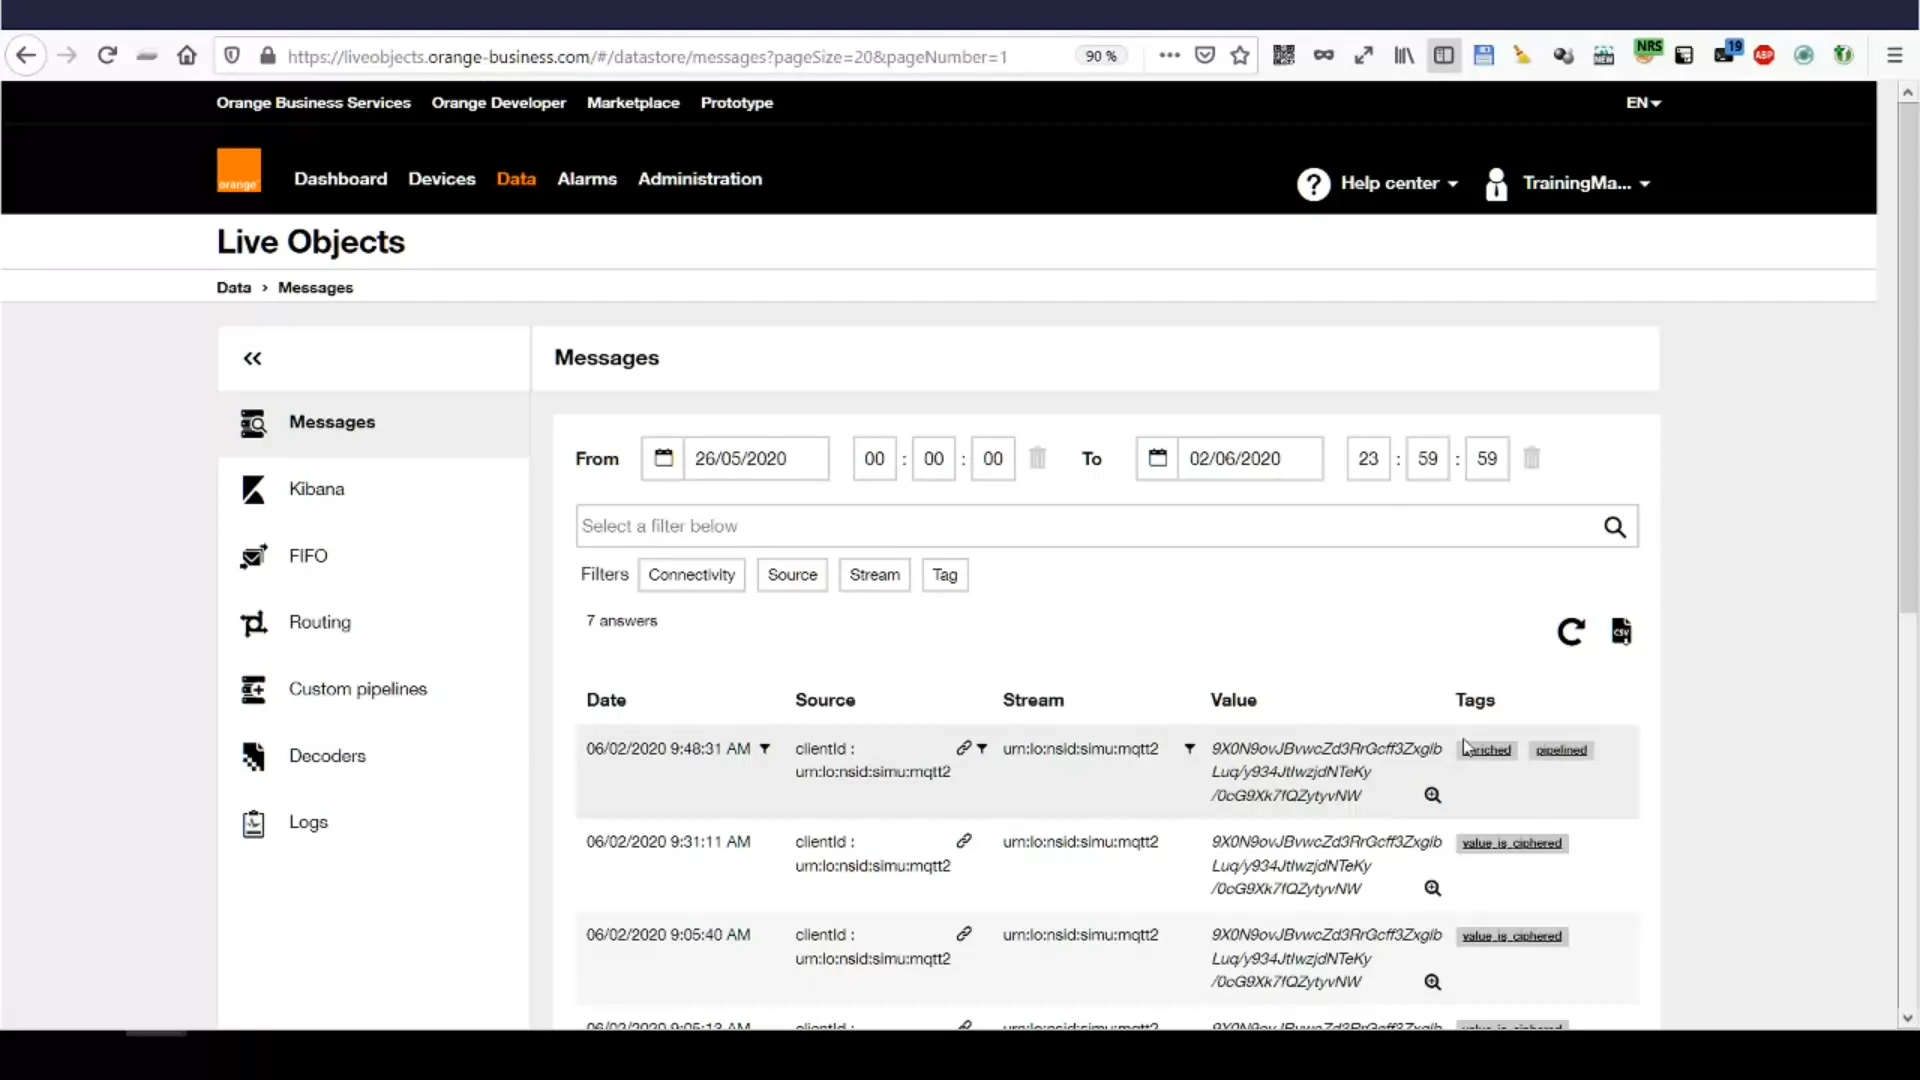 https://liveobjects.orange-business.com/#/datastore/messages?pageSize=20&pageNumber=1
90 %
NRS
19
ABP
Orange Business Services Orange Developer Marketplace Prototype
EN
orange
Dashboard Devices Data Alarms Administration
? Help center
TrainingMa...
Live Objects
Data › Messages
«
Messages
Messages
Kibana
FIFO
Routing
Custom pipelines
Decoders
Logs
From 26/05/2020 00 : 00 : 00 To 02/06/2020 23 : 59 : 59
Select a filter below
Filters Connectivity Source Stream Tag
7 answers
CSV
Date Source Stream Value Tags
06/02/2020 9:48:31 AM clientId : urn:lo:nsid:simu:mqtt2 9X0N9ovJBvwcZd3RrGcff3Zxglb pipelined
urn:lo:nsid:simu:mqtt2 Luq/y934JtIwzjdNTeKy
/0cG9Xk7fQZytyvNW
06/02/2020 9:31:11 AM clientId : urn:lo:nsid:simu:mqtt2 9X0N9ovJBvwcZd3RrGcff3Zxglb value_is_ciphered
urn:lo:nsid:simu:mqtt2 Luq/y934JtIwzjdNTeKy
/0cG9Xk7fQZytyvNW
06/02/2020 9:05:40 AM clientId : urn:lo:nsid:simu:mqtt2 9X0N9ovJBvwcZd3RrGcff3Zxglb value_is_ciphered
urn:lo:nsid:simu:mqtt2 Luq/y934JtIwzjdNTeKy
/0cG9Xk7fQZytyvNW